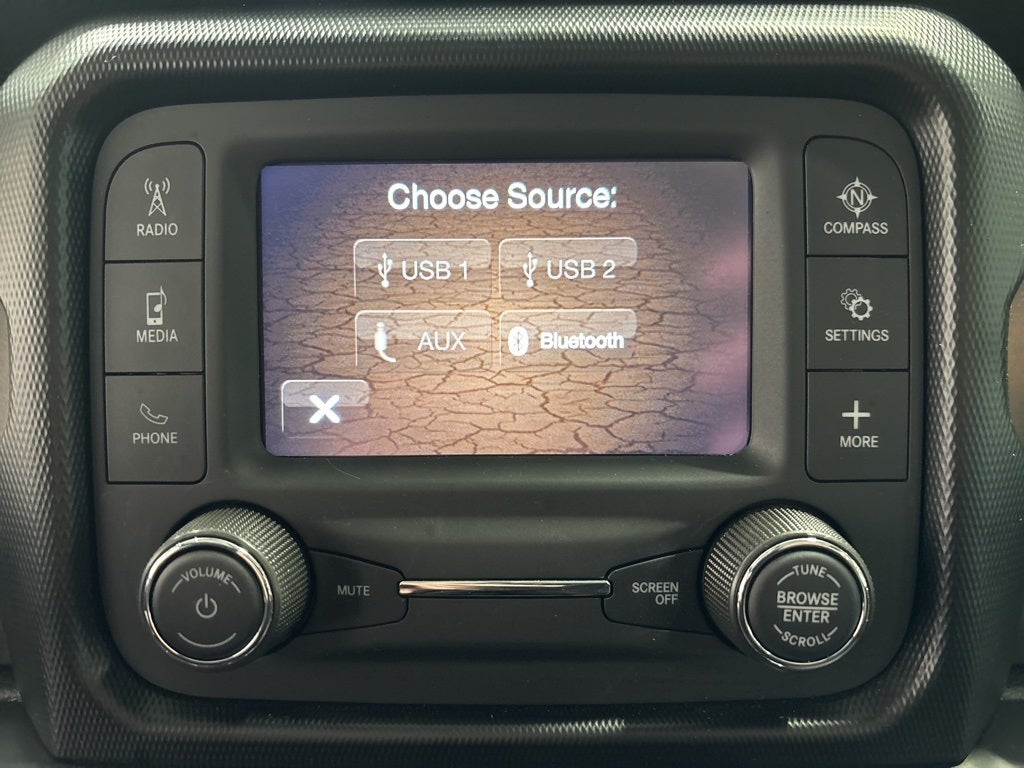 RADIO
MEDIA
PHONE
Choose Source:
USB 1
USB 2
AUX
Bluetooth
N
COMPASS
SETTINGS
MORE
VOLUME
MUTE
SCREEN
OFF
TUNE
BROWSE
ENTER
SCROLL